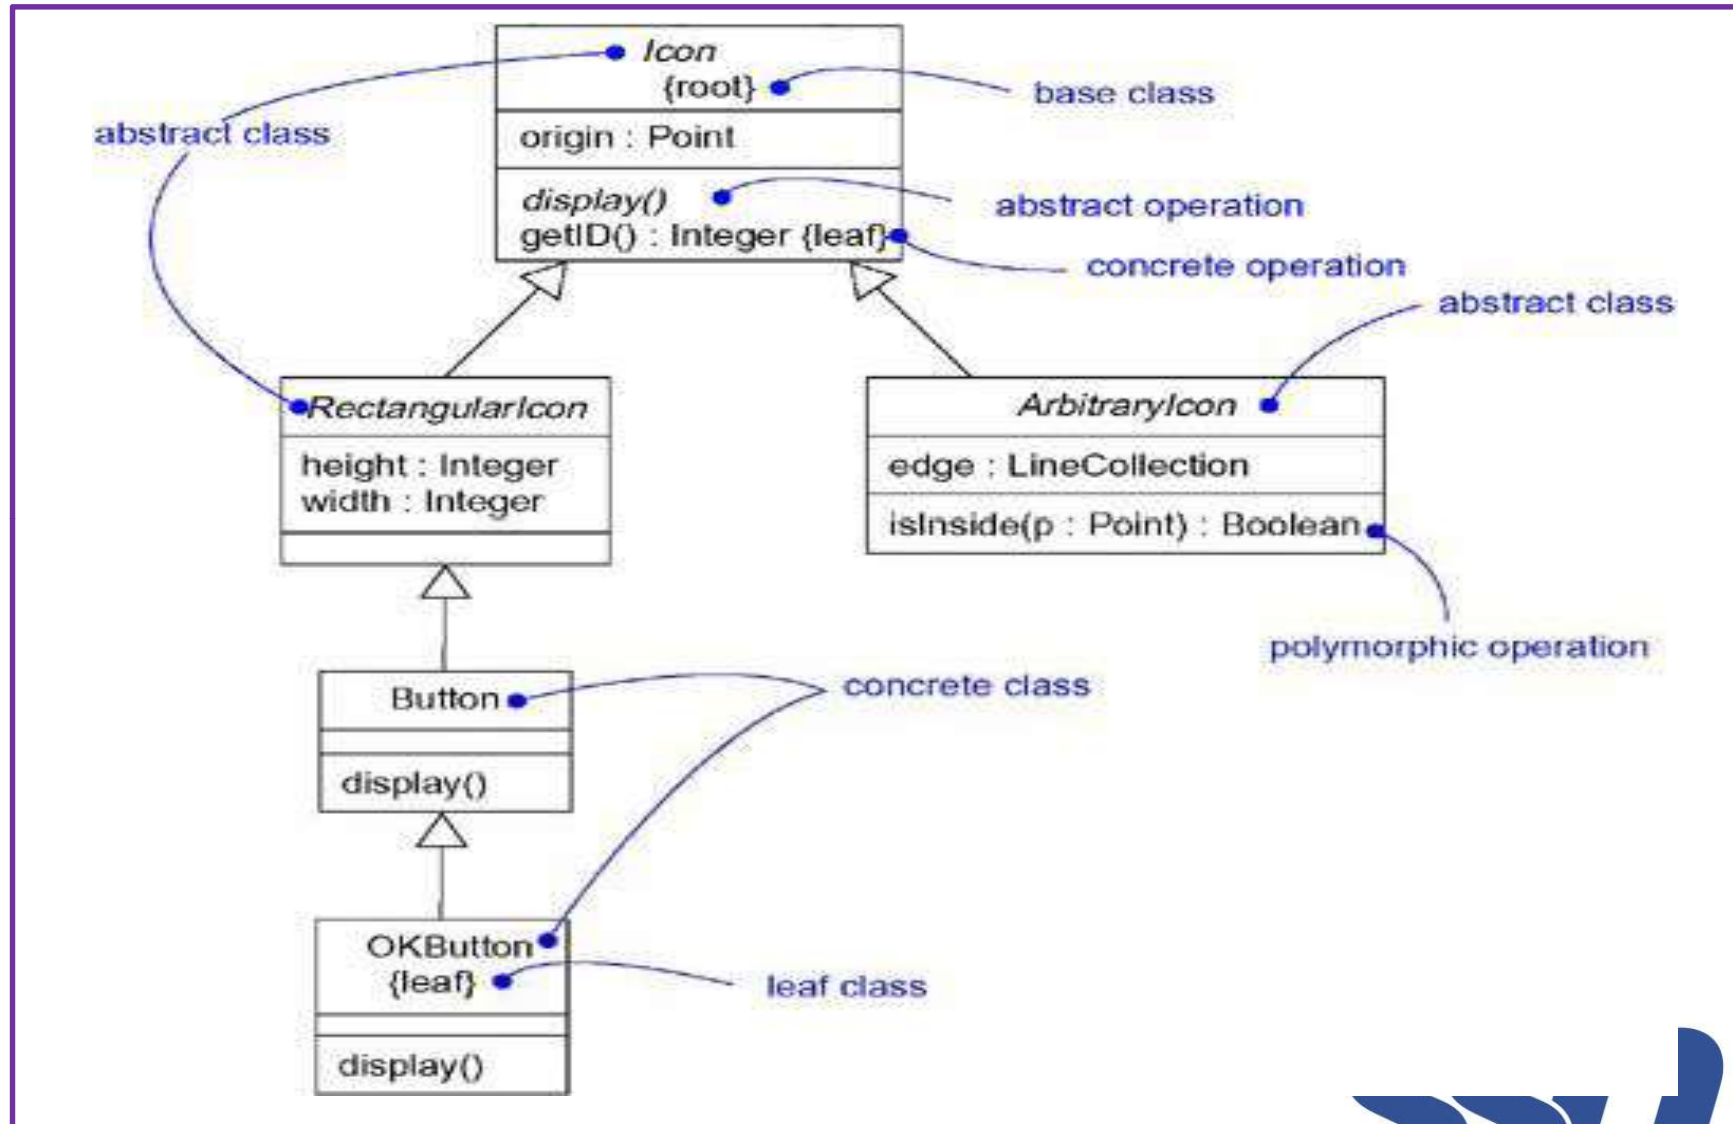 Icon
{root}
base class
abstract class
origin : Point
display()
abstract operation
getID() : Integer {leaf}
concrete operation
abstract class
RectangularIcon
ArbitraryIcon
height : Integer
width : Integer
edge : LineCollection
isInside(p : Point) : Boolean
polymorphic operation
Button
concrete class
display()
OKButton
{leaf}
leaf class
display()